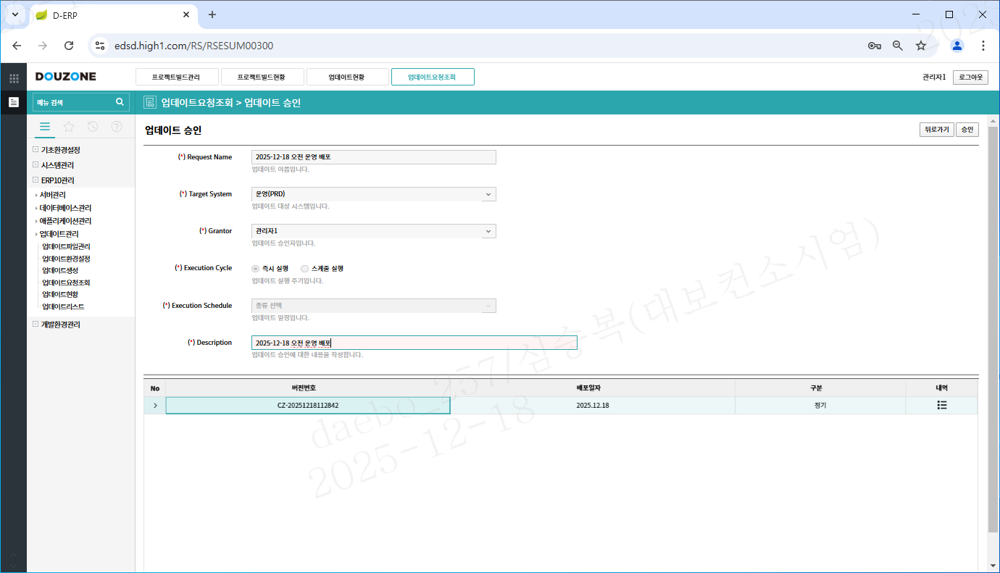 D-ERP
edsd.high1.com/RS/RSESUM00300
DOUZONE
프로젝트빌드관리 프로젝트빌드현황 업데이트현황 업데이트요청조회
관리자1 로그아웃
메뉴 검색
업데이트요청조회 > 업데이트 승인
기초환경설정
시스템관리
ERP10관리
서버관리
데이터베이스관리
애플리케이션관리
업데이트관리
업데이트파일관리
업데이트환경설정
업데이트생성
업데이트요청조회
업데이트현황
업데이트리스트
개발환경관리
업데이트 승인
뒤로가기 승인
(*) Request Name 2025-12-18 오전 운영 배포
업데이트 이름입니다.
(*) Target System 운영(PRD)
업데이트 대상 시스템입니다.
(*) Grantor 관리자1
업데이트 승인자입니다.
(*) Execution Cycle 즉시 실행 스케줄 실행
업데이트 실행 주기입니다.
(*) Execution Schedule 종류 선택
업데이트 일정입니다.
(*) Description 2025-12-18 오전 운영 배포
업데이트 승인에 대한 내용을 작성합니다.
No 버전번호 배포일자 구분 내역
CZ-20251218112842 2025.12.18 정기
daebo_257/심승복(대보컨소시엄)
2025-12-18